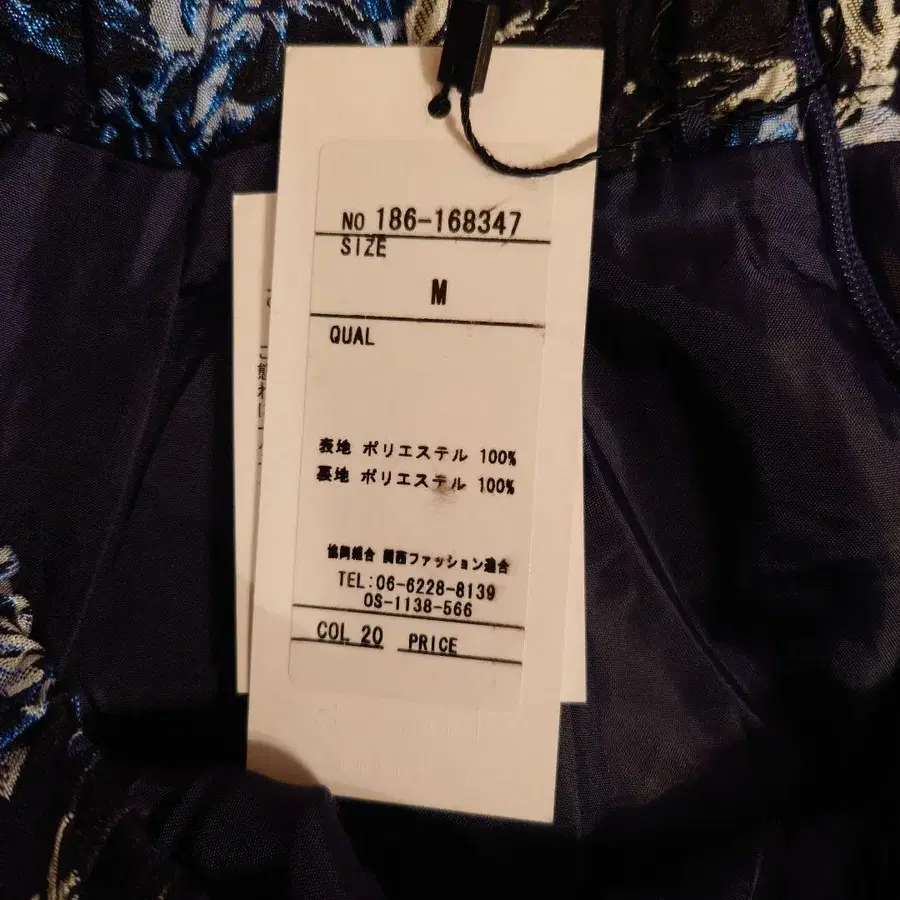 NO 186-168347
SIZE
M
QUAL
表地 ポリエステル 100%
裏地 ポリエステル 100%
協同組合 関西ファッション連合
TEL:06-6228-8139
OS-1138-566
COL 20 PRICE